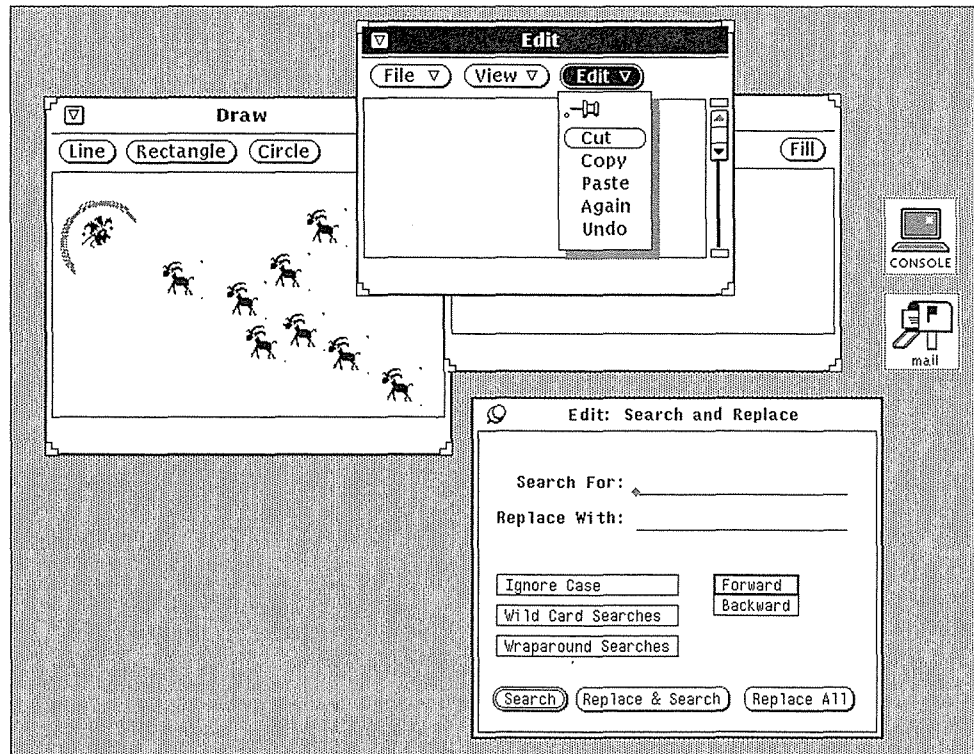 Edit
File View Edit
Cut
Copy
Paste
Again
Undo
Draw
Line Rectangle Circle
Fill
CONSOLE
mail
Edit: Search and Replace
Search For:
Replace With:
Ignore Case
Wild Card Searches
Wraparound Searches
Forward
Backward
Search Replace & Search Replace All